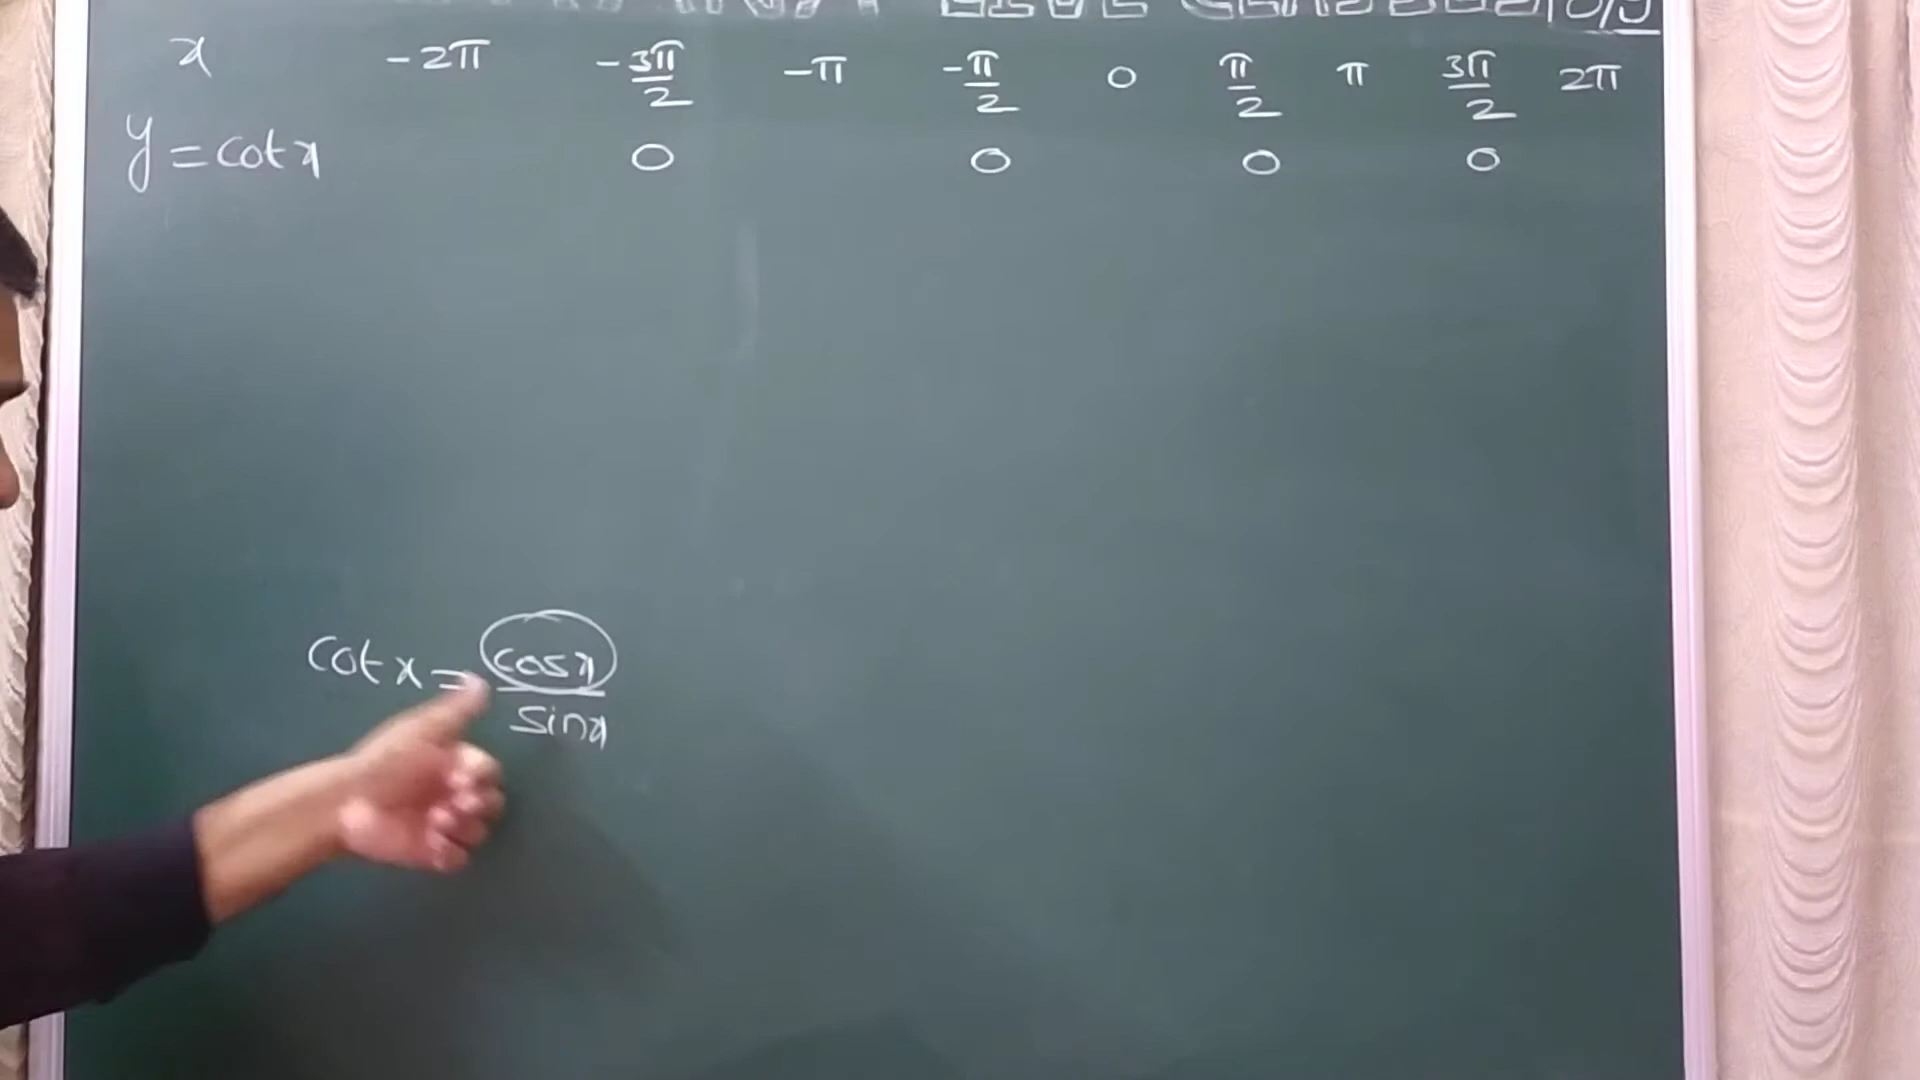 x -2π -3π/2 -π -π/2 0 π/2 π 3π/2 2π
y = cot x 0 0 0 0
cot x = cos x / sin x